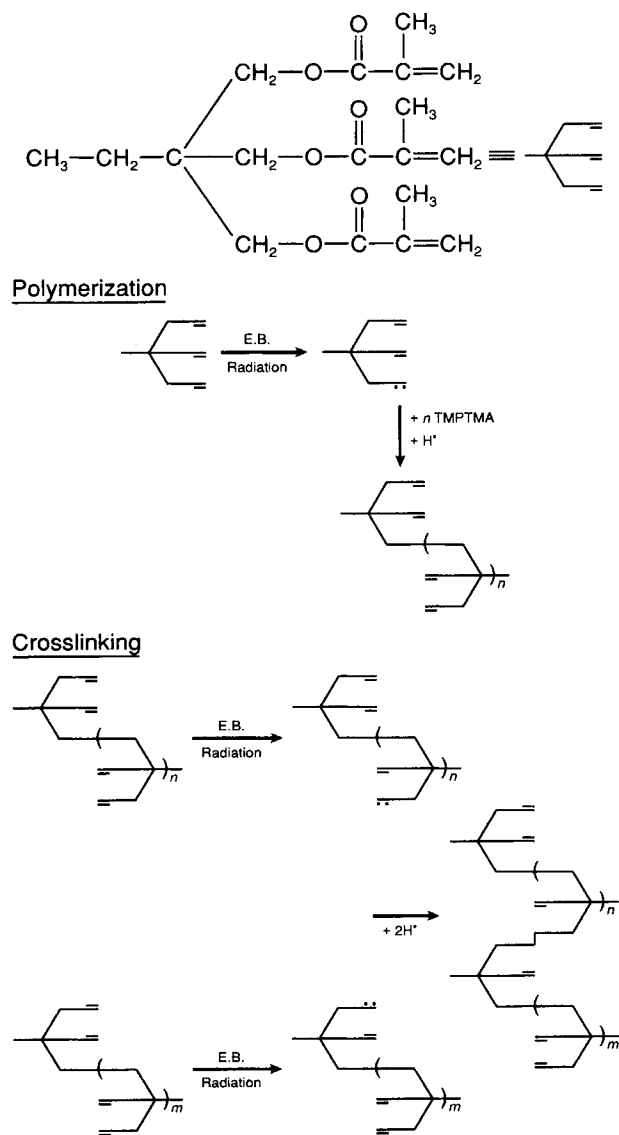 CH₃
O
CH₂—O—C—C=CH₂
O
CH₃
CH₃—CH₂—C—CH₂—O—C—C=CH₂
O
CH₃
CH₂—O—C—C=CH₂
Polymerization
E.B.
Radiation
+ n TMPTMA
+ H•
n
Crosslinking
E.B.
Radiation
n
n
+ 2H•
n
E.B.
Radiation
m
m
m